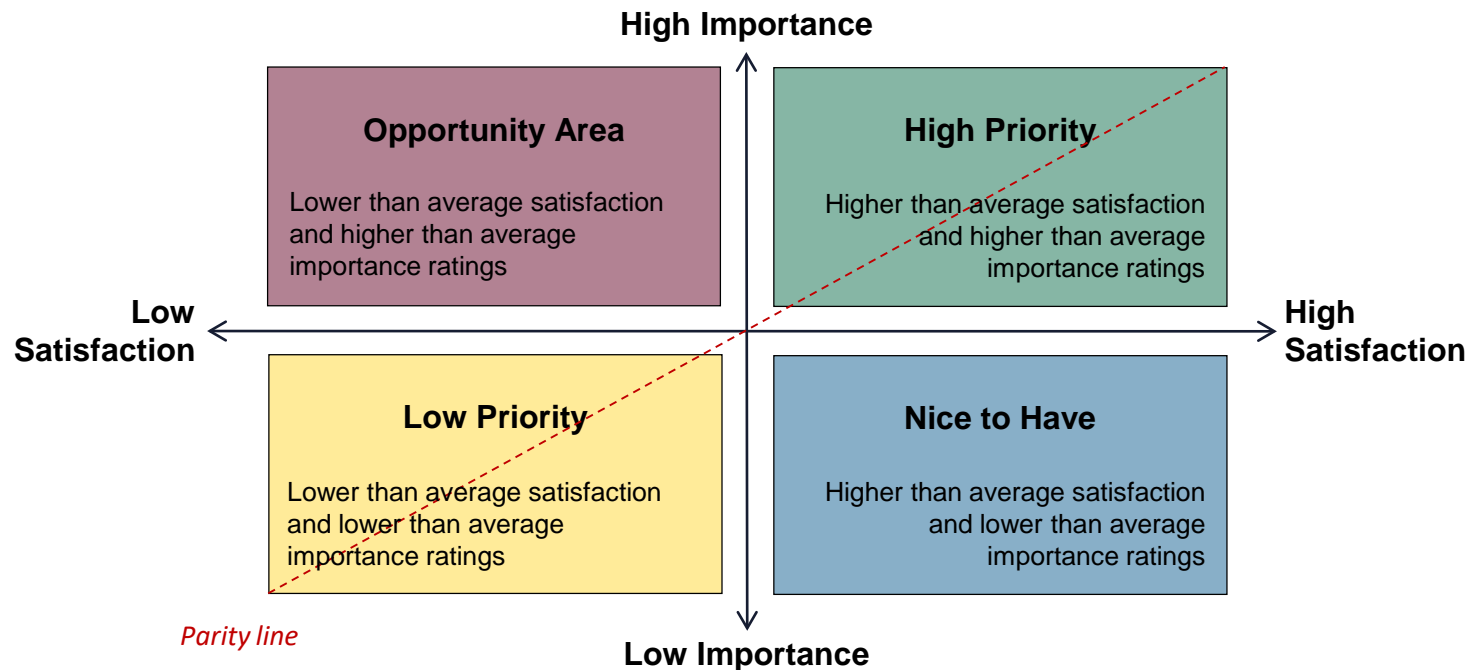 High Importance
Opportunity Area
Lower than average satisfaction
and higher than average
importance ratings
High Priority
Higher than average satisfaction
and higher than average
importance ratings
Low
Satisfaction
High
Satisfaction
Low Priority
Lower than average satisfaction
and lower than average
importance ratings
Nice to Have
Higher than average satisfaction
and lower than average
importance ratings
Parity line
Low Importance